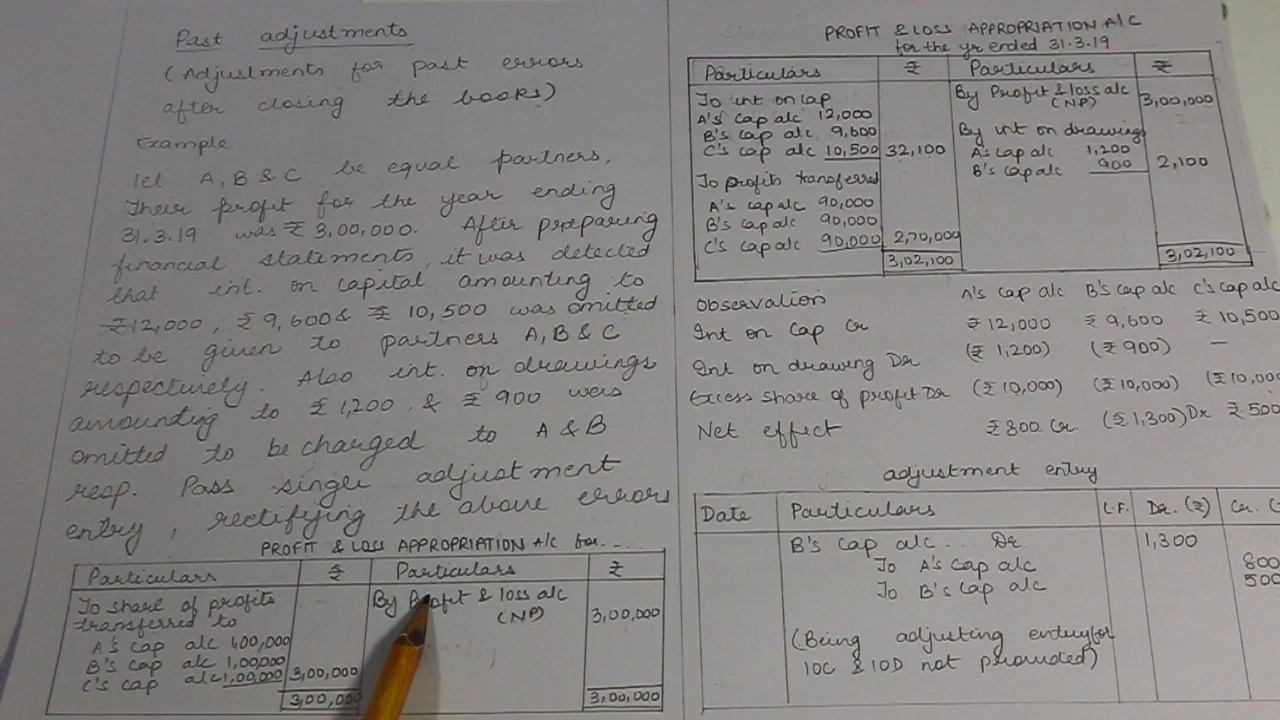 Past adjustments
(Adjustments for past errors
after closing the books)
Example
Let A, B & C be equal partners,
Their profit for the year ending
31.3.19 was ₹ 3,00,000. After preparing
financial statements, it was detected
that int. on capital amounting to
₹12,000, ₹ 9,600 & ₹ 10,500 was omitted
to be given to partners A, B & C
respectively. Also int. on drawings
amounting to ₹ 1,200 & ₹ 900 was
omitted to be charged to A & B
resp. Pass single adjustment
entry, rectifying the above errors
PROFIT & LOSS APPROPRIATION A/c for...
Particulars ₹ Particulars ₹
To share of profits By Profit & loss a/c
transferred to (NP) 3,00,000
A's cap a/c 1,00,000
B's cap a/c 1,00,000 3,00,000
C's cap a/c 1,00,000
3,00,000 3,00,000
PROFIT & LOSS APPROPRIATION A/C
for the yr ended 31.3.19
Particulars ₹ Particulars ₹
To int on cap By Profit & loss a/c 3,00,000
A's cap a/c 12,000 (NP)
B's cap a/c 9,600 By int on drawings
C's cap a/c 10,500 32,100 A's cap a/c 1,200
To profits transferred B's cap a/c 900 2,100
A's cap a/c 90,000
B's cap a/c 90,000
C's cap a/c 90,000 2,70,000
3,02,100 3,02,100
Observation A's cap a/c B's cap a/c C's cap a/c
Int on cap Cr ₹ 12,000 ₹ 9,600 ₹ 10,500
Int on drawing Dr (₹ 1,200) (₹ 900) —
Excess share of profit Dr (₹ 10,000) (₹ 10,000) (₹ 10,000
Net effect ₹ 800 Cr. (₹ 1,300) Dr ₹ 500
adjustment entry
Date Particulars L.F. Dr. (₹) Cr. (
B's cap a/c .... Dr. 1,300
To A's cap a/c 800
To B's cap a/c 500
(Being adjusting entry for
IOC & IOD not promoted)